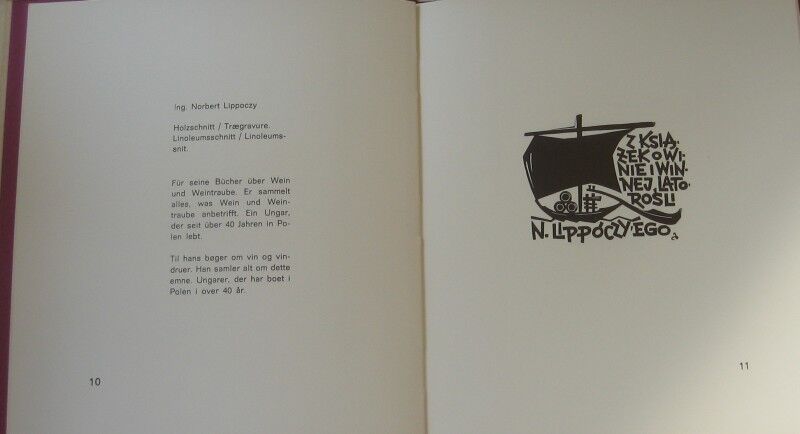 Ing. Norbert Lippoczy
Holzschnitt / Trægravure.
Linoleumsschnitt / Linoleums-
snit.
Für seine Bücher über Wein
und Weintraube. Er sammelt
alles, was Wein und Wein-
traube anbetrifft. Ein Ungar,
der seit über 40 Jahren in Po-
len lebt.
Til hans bøger om vin og vin-
druer. Han samler alt om dette
emne. Ungarer, der har boet i
Polen i over 40 år.
10
Z KSIĄ
ŻEK O WI
NIE I WIN
NEJ LATO
ROŚLI
N. LIPPÓCZY'EGO
11